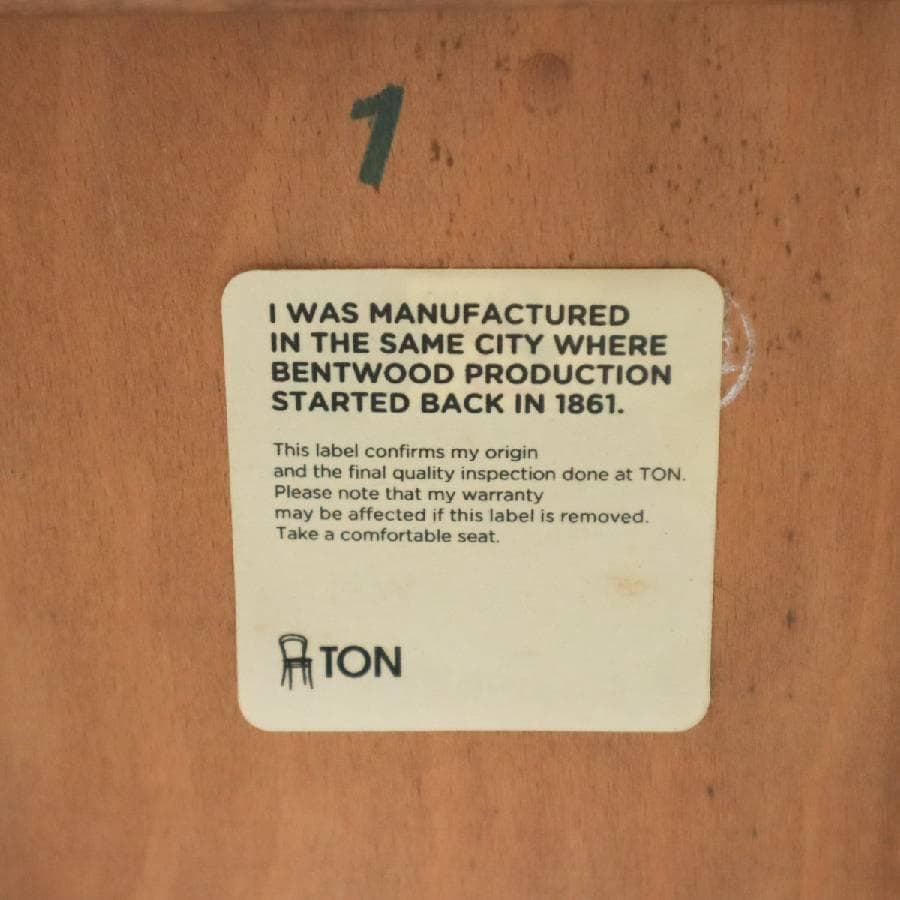 1
I WAS MANUFACTURED
IN THE SAME CITY WHERE
BENTWOOD PRODUCTION
STARTED BACK IN 1861.
This label confirms my origin
and the final quality inspection done at TON.
Please note that my warranty
may be affected if this label is removed.
Take a comfortable seat.
TON